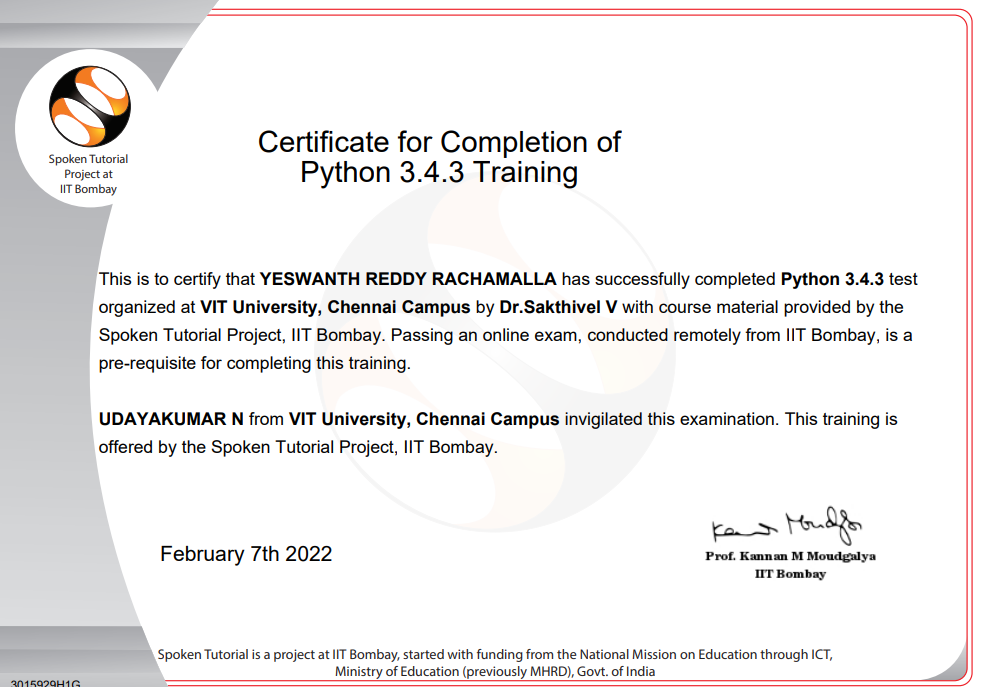 Spoken Tutorial
Project at
IIT Bombay
Certificate for Completion of
Python 3.4.3 Training
This is to certify that YESWANTH REDDY RACHAMALLA has successfully completed Python 3.4.3 test
organized at VIT University, Chennai Campus by Dr.Sakthivel V with course material provided by the
Spoken Tutorial Project, IIT Bombay. Passing an online exam, conducted remotely from IIT Bombay, is a
pre-requisite for completing this training.
UDAYAKUMAR N from VIT University, Chennai Campus invigilated this examination. This training is
offered by the Spoken Tutorial Project, IIT Bombay.
February 7th 2022
Prof. Kannan M Moudgalya
IIT Bombay
Spoken Tutorial is a project at IIT Bombay, started with funding from the National Mission on Education through ICT,
Ministry of Education (previously MHRD), Govt. of India
3015929H1G